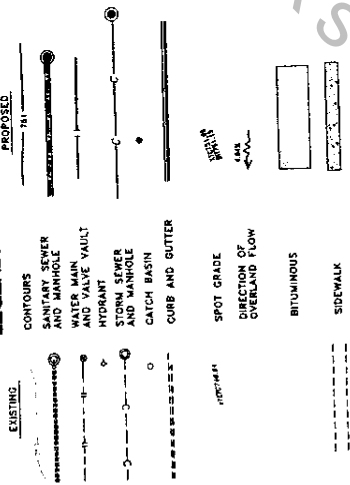 EXISTING
PROPOSED
CONTOURS
761
SANITARY SEWER
AND MANHOLE
WATER MAIN
AND VALVE VAULT
HYDRANT
STORM SEWER
AND MANHOLE
CATCH BASIN
CURB AND GUTTER
SPOT GRADE
DIRECTION OF
OVERLAND FLOW
BITUMINOUS
SIDEWALK